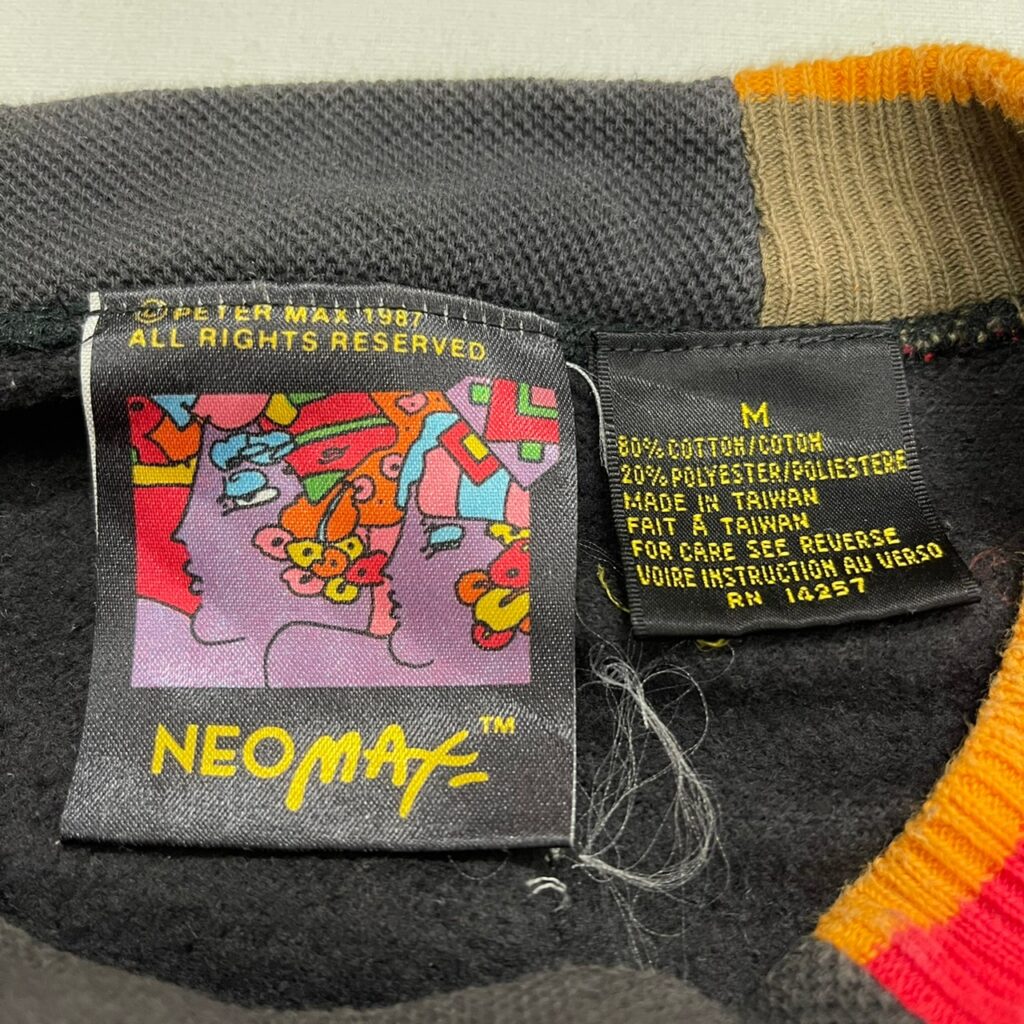 © PETER MAX 1987
ALL RIGHTS RESERVED
NEOMAX™
M
80% COTTON/COTON
20% POLYESTER/POLIESTERE
MADE IN TAIWAN
FAIT À TAIWAN
FOR CARE SEE REVERSE
VOIRE INSTRUCTION AU VERSO
RN 14257